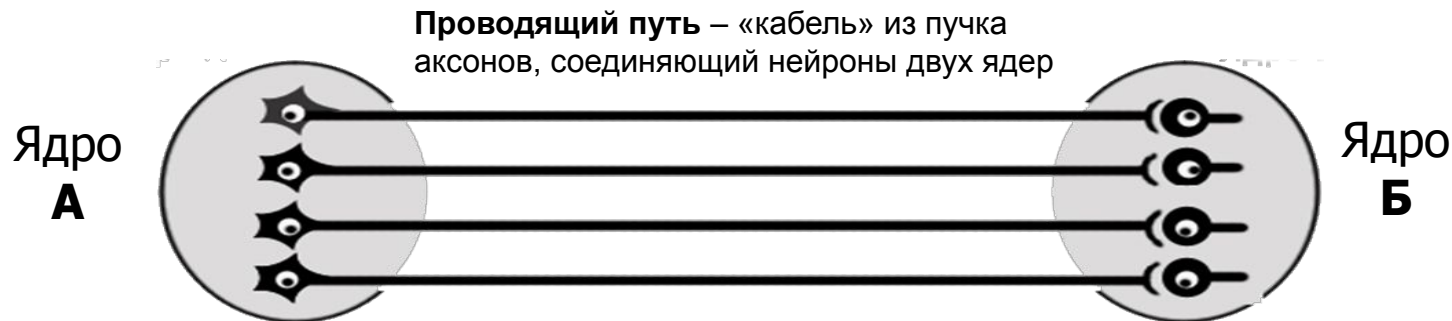 Проводящий путь – «кабель» из пучка
аксонов, соединяющий нейроны двух ядер
Ядро
А
Ядро
Б